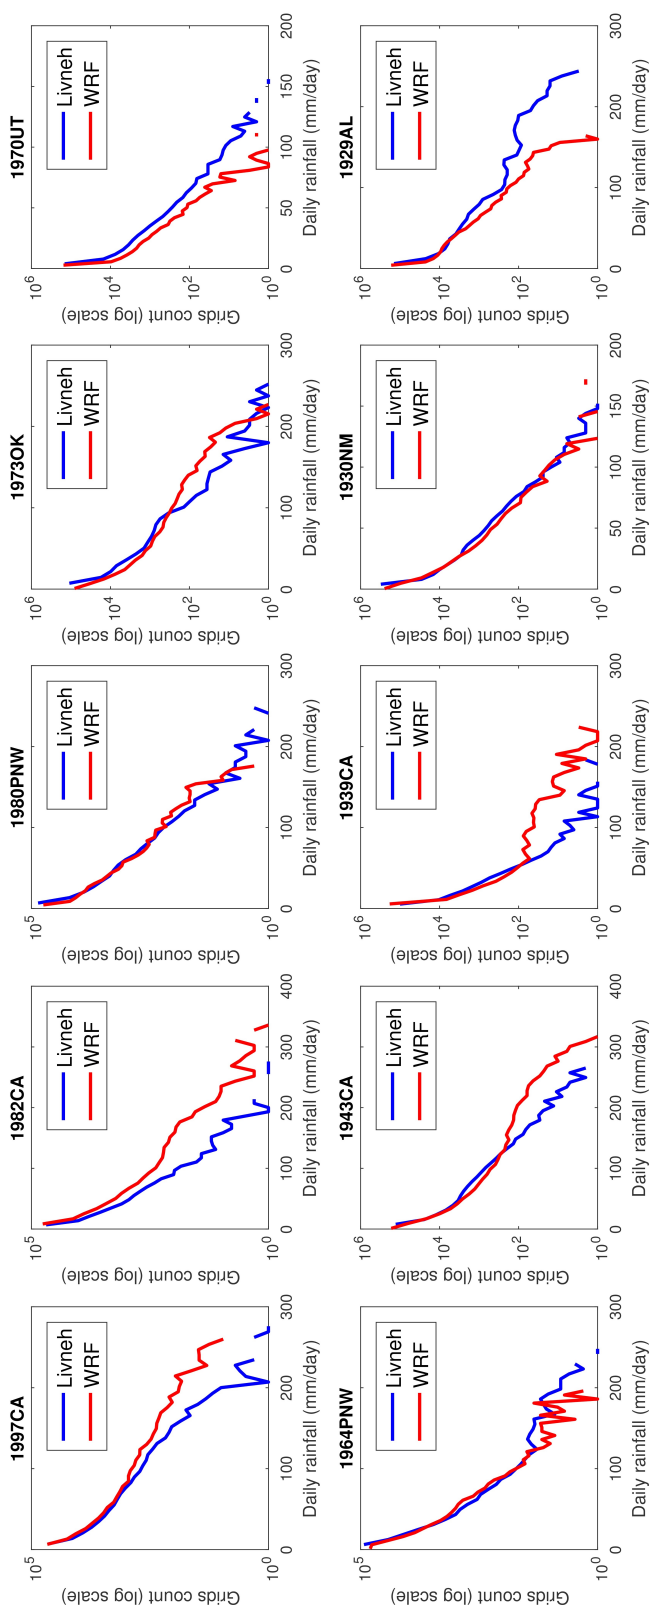 1997CA
Grids count (log scale)
10^5
10^0
Livneh
WRF
0 100 200 300
Daily rainfall (mm/day)
1982CA
Grids count (log scale)
10^5
10^0
Livneh
WRF
0 100 200 300 400
Daily rainfall (mm/day)
1980PNW
Grids count (log scale)
10^5
10^0
Livneh
WRF
0 100 200 300
Daily rainfall (mm/day)
1973OK
Grids count (log scale)
10^6
10^4
10^2
10^0
Livneh
WRF
0 100 200 300
Daily rainfall (mm/day)
1970UT
Grids count (log scale)
10^6
10^4
10^2
10^0
Livneh
WRF
0 50 100 150 200
Daily rainfall (mm/day)
1964PNW
Grids count (log scale)
10^5
10^0
Livneh
WRF
0 100 200 300
Daily rainfall (mm/day)
1943CA
Grids count (log scale)
10^6
10^4
10^2
10^0
Livneh
WRF
0 100 200 300 400
Daily rainfall (mm/day)
1939CA
Grids count (log scale)
10^6
10^4
10^2
10^0
Livneh
WRF
0 100 200 300
Daily rainfall (mm/day)
1930NM
Grids count (log scale)
10^6
10^4
10^2
10^0
Livneh
WRF
0 50 100 150 200
Daily rainfall (mm/day)
1929AL
Grids count (log scale)
10^6
10^4
10^2
10^0
Livneh
WRF
0 100 200 300
Daily rainfall (mm/day)